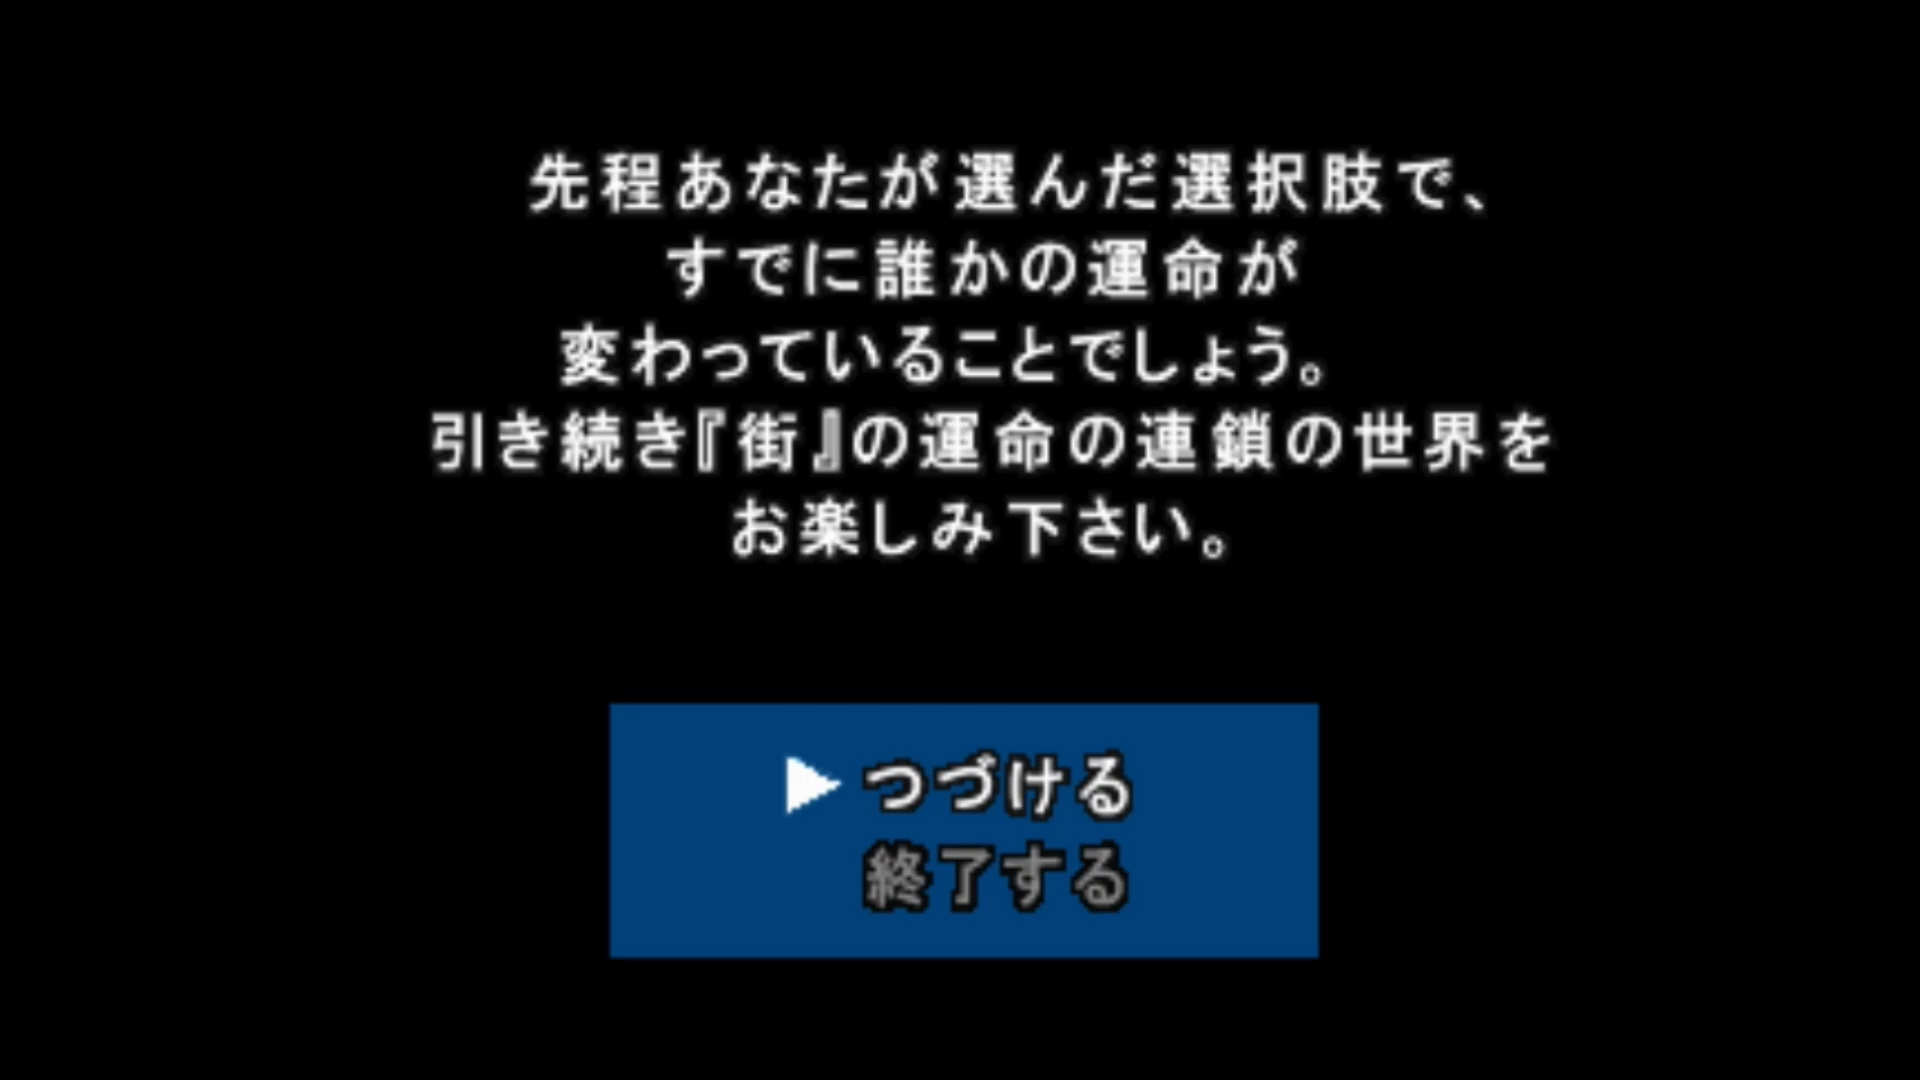 先程あなたが選んだ選択肢で、
すでに誰かの運命が
変わっていることでしょう。
引き続き『街』の運命の連鎖の世界を
お楽しみ下さい。
▶つづける
終了する